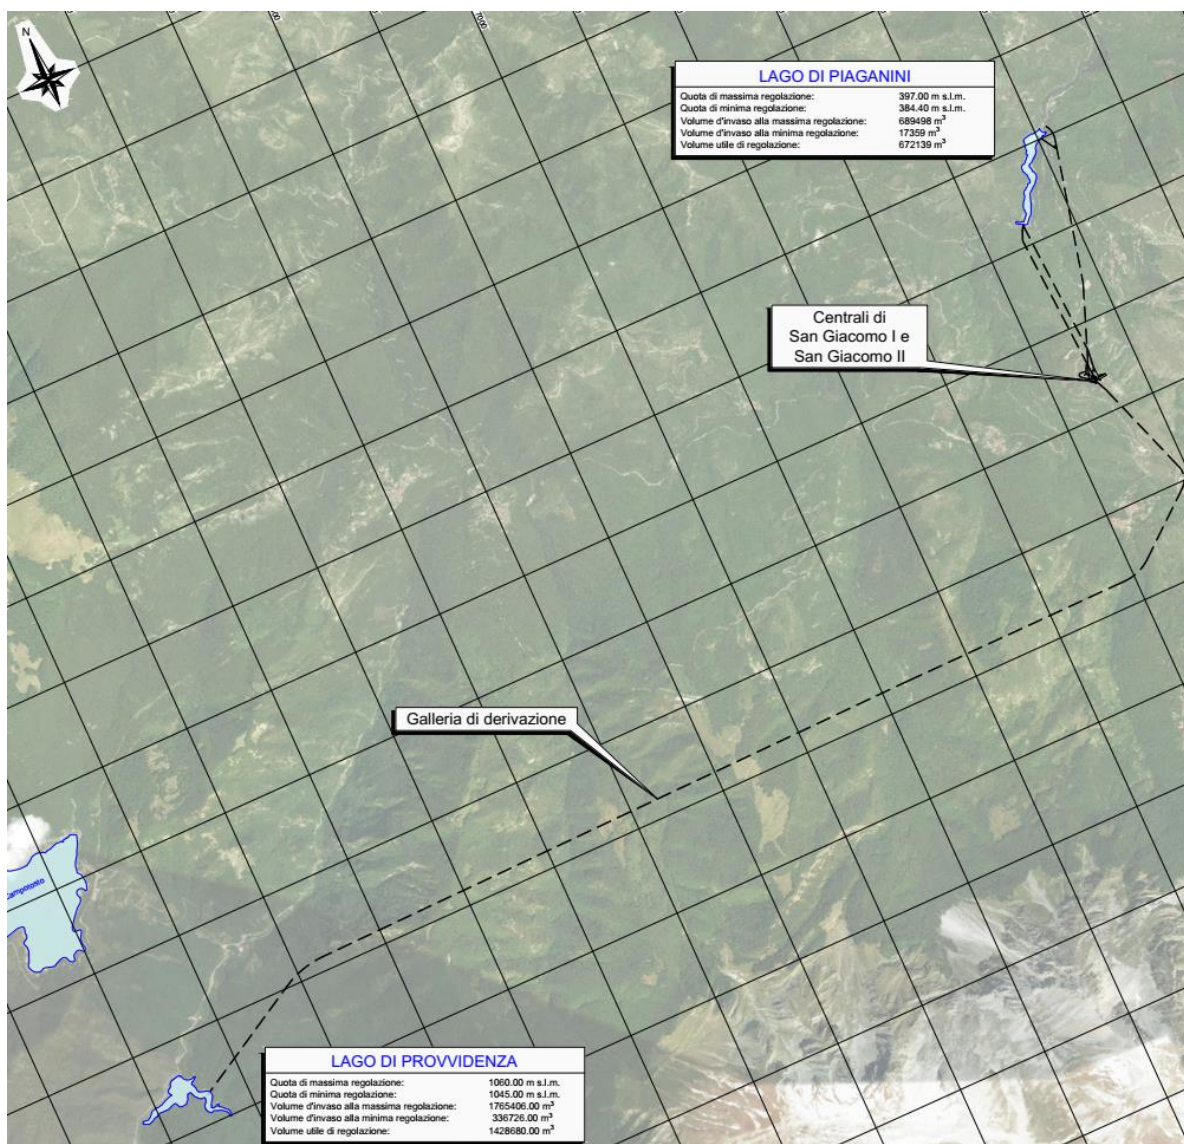 N
7000
LAGO DI PIAGANINI
Quota di massima regolazione: 397.00 m s.l.m.
Quota di minima regolazione: 384.40 m s.l.m.
Volume d'invaso alla massima regolazione: 689498 m³
Volume d'invaso alla minima regolazione: 17359 m³
Volume utile di regolazione: 672139 m³
Centrali di
San Giacomo I e
San Giacomo II
Galleria di derivazione
Campotosto
LAGO DI PROVVIDENZA
Quota di massima regolazione: 1060.00 m s.l.m.
Quota di minima regolazione: 1045.00 m s.l.m.
Volume d'invaso alla massima regolazione: 1765406.00 m³
Volume d'invaso alla minima regolazione: 336726.00 m³
Volume utile di regolazione: 1428680.00 m³